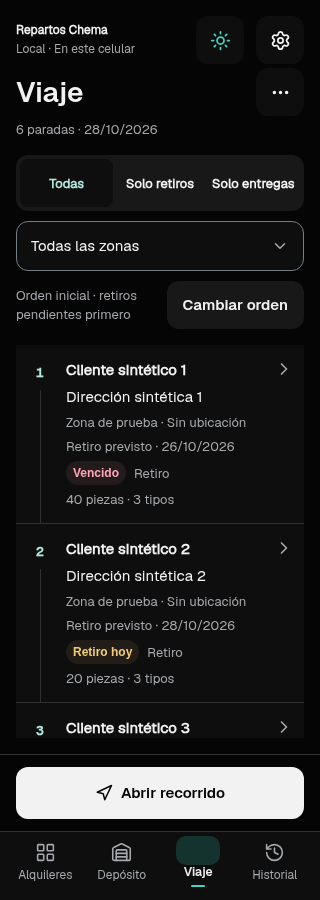 Repartos Chema
Local · En este celular
Viaje
6 paradas · 28/10/2026
Todas
Solo retiros
Solo entregas
Todas las zonas
Orden inicial · retiros
pendientes primero
Cambiar orden
1
Cliente sintético 1
Dirección sintética 1
Zona de prueba · Sin ubicación
Retiro previsto · 26/10/2026
Vencido Retiro
40 piezas · 3 tipos
2
Cliente sintético 2
Dirección sintética 2
Zona de prueba · Sin ubicación
Retiro previsto · 28/10/2026
Retiro hoy Retiro
20 piezas · 3 tipos
3
Cliente sintético 3
Abrir recorrido
Alquileres
Depósito
Viaje
Historial